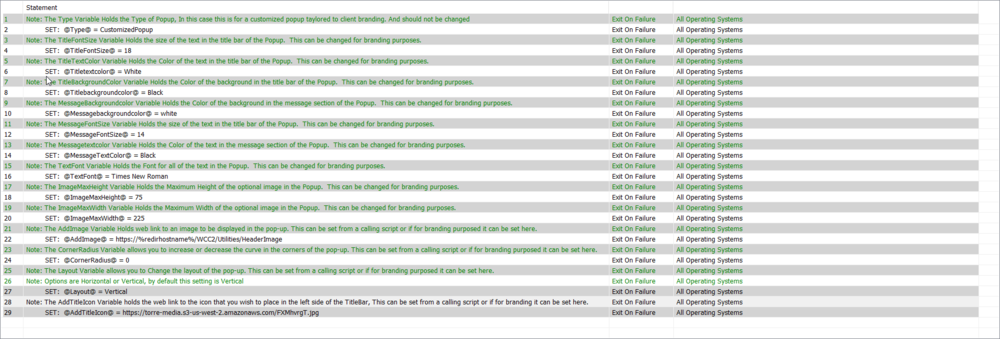 Statement
1 Note: The Type Variable Holds the Type of Popup, In this case this is for a customized popup taylored to client branding. And should not be changed Exit On Failure All Operating Systems
2 SET: @Type@ = CustomizedPopup Exit On Failure All Operating Systems
3 Note: The TitleFontSize Variable Holds the size of the text in the title bar of the Popup. This can be changed for branding purposes. Exit On Failure All Operating Systems
4 SET: @TitleFontSize@ = 18 Exit On Failure All Operating Systems
5 Note: The TitleTextColor Variable Holds the Color of the text in the title bar of the Popup. This can be changed for branding purposes. Exit On Failure All Operating Systems
6 SET: @Titletextcolor@ = White Exit On Failure All Operating Systems
7 Note: The TitleBackgroundColor Variable Holds the Color of the background in the title bar of the Popup. This can be changed for branding purposes. Exit On Failure All Operating Systems
8 SET: @Titlebackgroundcolor@ = Black Exit On Failure All Operating Systems
9 Note: The MessageBackgroundcolor Variable Holds the Color of the background in the message section of the Popup. This can be changed for branding purposes. Exit On Failure All Operating Systems
10 SET: @Messagebackgroundcolor@ = white Exit On Failure All Operating Systems
11 Note: The MessageFontSize Variable Holds the size of the text in the title bar of the Popup. This can be changed for branding purposes. Exit On Failure All Operating Systems
12 SET: @MessageFontSize@ = 14 Exit On Failure All Operating Systems
13 Note: The Messagetextcolor Variable Holds the Color of the text in the message section of the Popup. This can be changed for branding purposes. Exit On Failure All Operating Systems
14 SET: @MessageTextColor@ = Black Exit On Failure All Operating Systems
15 Note: The TextFont Variable Holds the Font for all of the text in the Popup. This can be changed for branding purposes. Exit On Failure All Operating Systems
16 SET: @TextFont@ = Times New Roman Exit On Failure All Operating Systems
17 Note: The ImageMaxHeight Variable Holds the Maximum Height of the optional image in the Popup. This can be changed for branding purposes. Exit On Failure All Operating Systems
18 SET: @ImageMaxHeight@ = 75 Exit On Failure All Operating Systems
19 Note: The ImageMaxWidth Variable Holds the Maximum Width of the optional image in the Popup. This can be changed for branding purposes. Exit On Failure All Operating Systems
20 SET: @ImageMaxWidth@ = 225 Exit On Failure All Operating Systems
21 Note: The AddImage Variable Holds web link to an image to be displayed in the pop-up. This can be set from a calling script or if for branding purposed it can be set here. Exit On Failure All Operating Systems
22 SET: @AddImage@ = https://%redirhostname%/WCC2/Utilities/HeaderImage Exit On Failure All Operating Systems
23 Note: The CornerRadius Variable allows you to increase or decrease the curve in the corners of the pop-up. This can be set from a calling script or if for branding purposed it can be set here. Exit On Failure All Operating Systems
24 SET: @CornerRadius@ = 0 Exit On Failure All Operating Systems
25 Note: The Layout Variable allows you to Change the layout of the pop-up. This can be set from a calling script or if for branding purposed it can be set here. Exit On Failure All Operating Systems
26 Note: Options are Horizontal or Vertical, by default this setting is Vertical Exit On Failure All Operating Systems
27 SET: @Layout@ = Vertical Exit On Failure All Operating Systems
28 Note: The AddTitleIcon Variable holds the web link to the icon that you wish to place in the left side of the TitleBar, This can be set from a calling script or if for branding it can be set here. Exit On Failure All Operating Systems
29 SET: @AddTitleIcon@ = https://torre-media.s3-us-west-2.amazonaws.com/FXMhvrgT.jpg Exit On Failure All Operating Systems